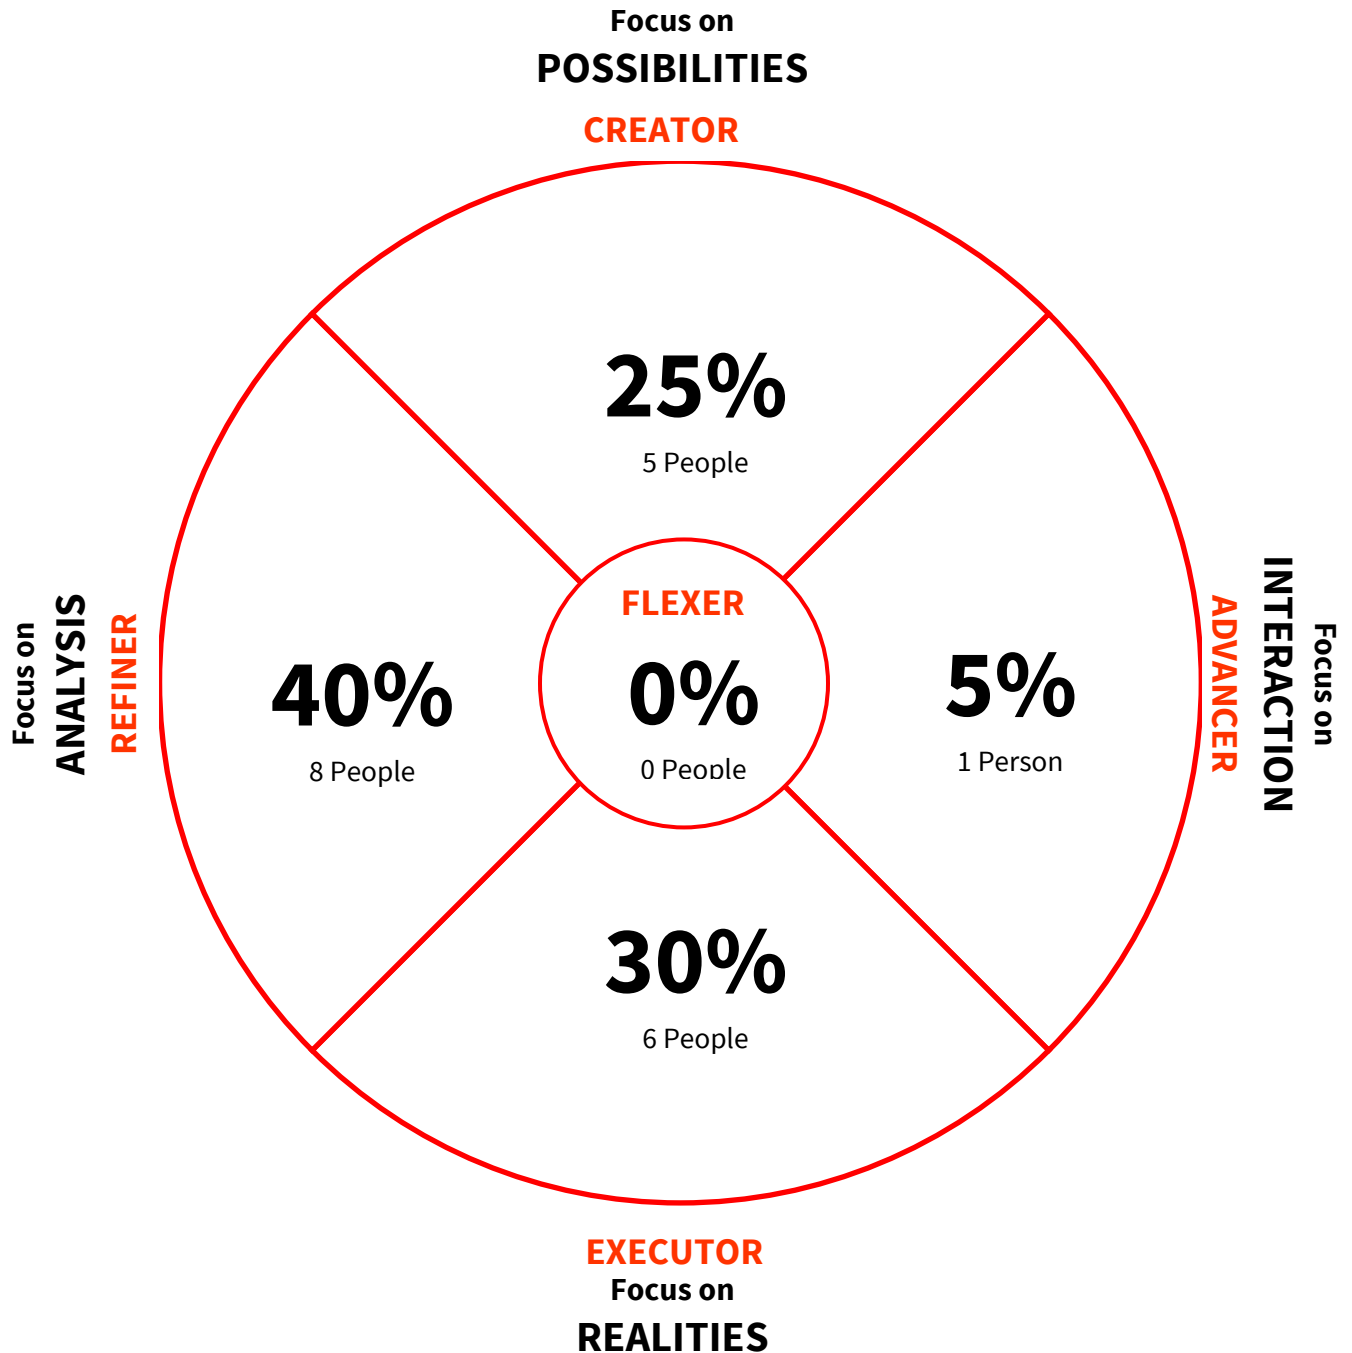 Focus on
POSSIBILITIES
CREATOR
25%
5 People
Focus on
ANALYSIS
REFINER
40%
8 People
FLEXER
0%
0 People
5%
1 Person
ADVANCER
INTERACTION
Focus on
30%
6 People
EXECUTOR
Focus on
REALITIES